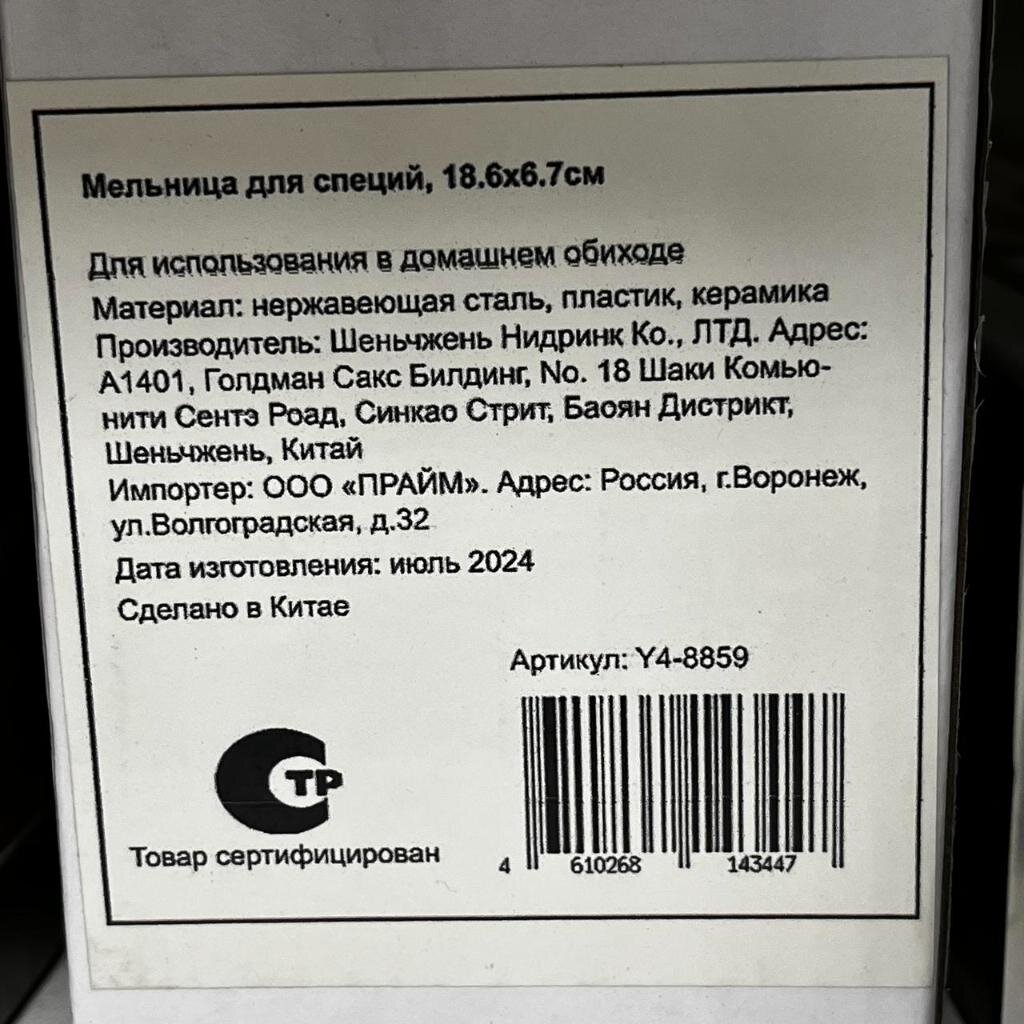 Мельница для специй, 18.6х6.7см
Для использования в домашнем обиходе
Материал: нержавеющая сталь, пластик, керамика
Производитель: Шеньчжень Нидринк Ко., ЛТД. Адрес:
А1401, Голдман Сакс Билдинг, No. 18 Шаки Комью-
нити Сентэ Роад, Синкао Стрит, Баоян Дистрикт,
Шеньчжень, Китай
Импортер: ООО «ПРАЙМ». Адрес: Россия, г.Воронеж,
ул.Волгоградская, д.32
Дата изготовления: июль 2024
Сделано в Китае
Артикул: Y4-8859
СТР
Товар сертифицирован
4 610268 143447